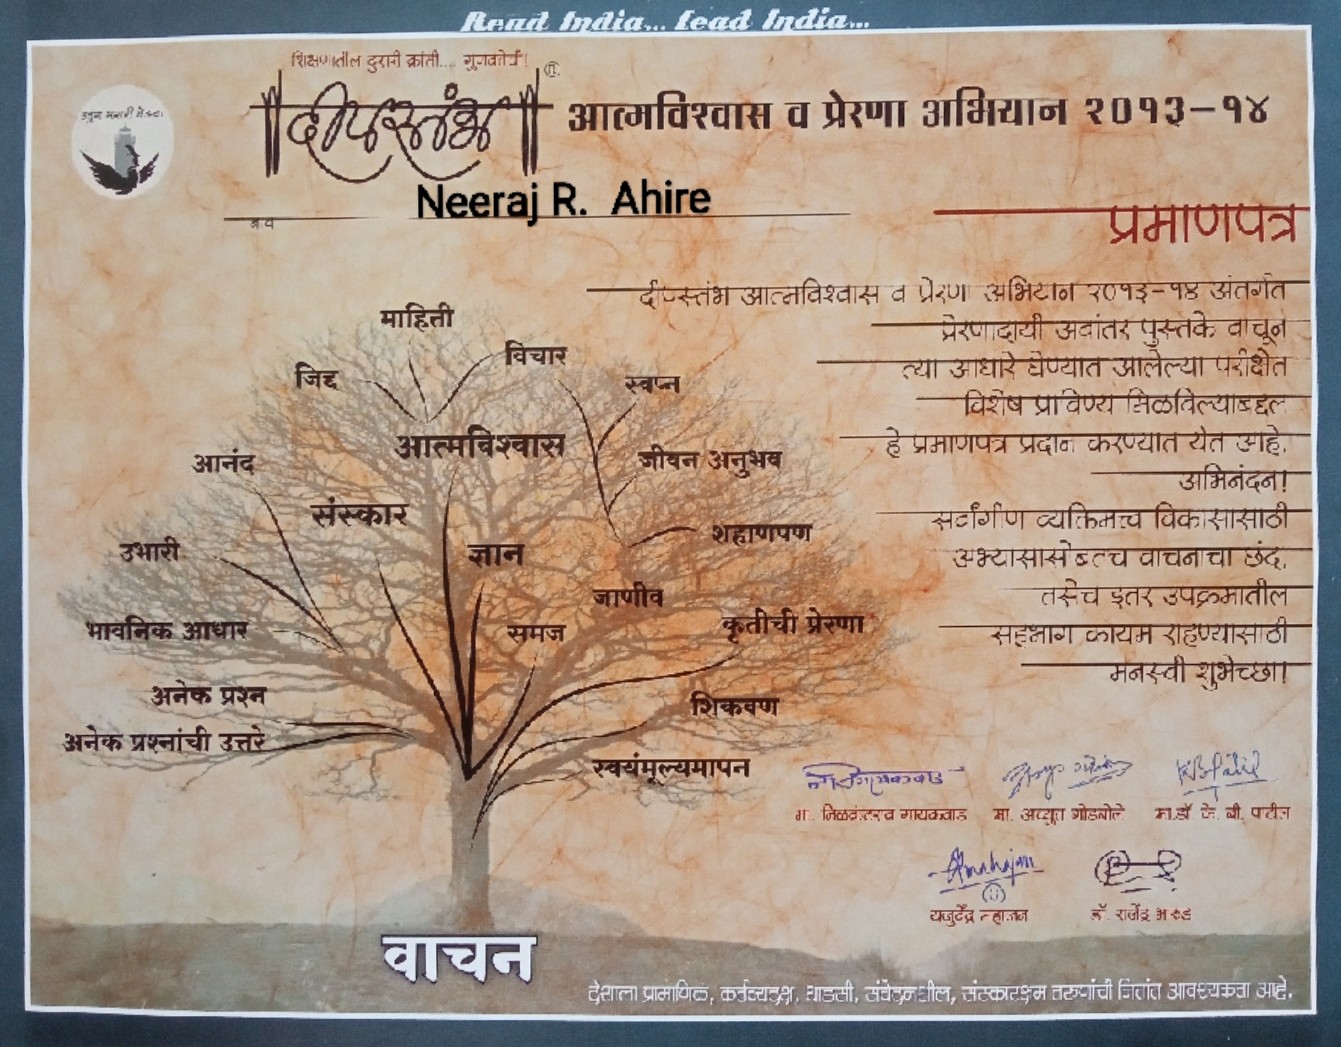 Read India... Lead India...
शिक्षणातील दुसरी क्रांती.... गुणवत्तेची!
दीपस्तंभ
आत्मविश्वास व प्रेरणा अभियान २०१३-१४
Neeraj R. Ahire
प्रमाणपत्र
दीपस्तंभ आत्मविश्वास व प्रेरणा अभियान २०१३-१४ अंतर्गत
प्रेरणादायी अवांतर पुस्तके वाचून
त्या आधारे घेण्यात आलेल्या परीक्षेत
विशेष प्राविण्य मिळविल्याबद्दल
हे प्रमाणपत्र प्रदान करण्यात येत आहे.
अभिनंदन!
सर्वांगीण व्यक्तिमत्त्व विकासासाठी
अभ्यासासोबतच वाचनाचा छंद,
तसेच इतर उपक्रमातील
सहभाग कायम राहण्यासाठी
मनस्वी शुभेच्छा!
माहिती
जिद्द
विचार
स्वप्न
आत्मविश्वास
आनंद
जीवन अनुभव
संस्कार
शहाणपण
उभारी
ज्ञान
जाणीव
भावनिक आधार
समज
कृतीची प्रेरणा
अनेक प्रश्न
शिकवण
अनेक प्रश्नांची उत्तरे
स्वयंमूल्यमापन
मा. निळकंठराव गायकवाड
मा. अच्युत गोडबोले
मा.डॉ. के. बी. पाटील
यजुर्वेंद्र महाजन
डॉ. राजेंद्र भारुड
वाचन
देशाला प्रामाणिक, कर्तव्यदक्ष, धाडसी, संवेदनशील, संस्कारक्षम तरुणांची नितांत आवश्यकता आहे.